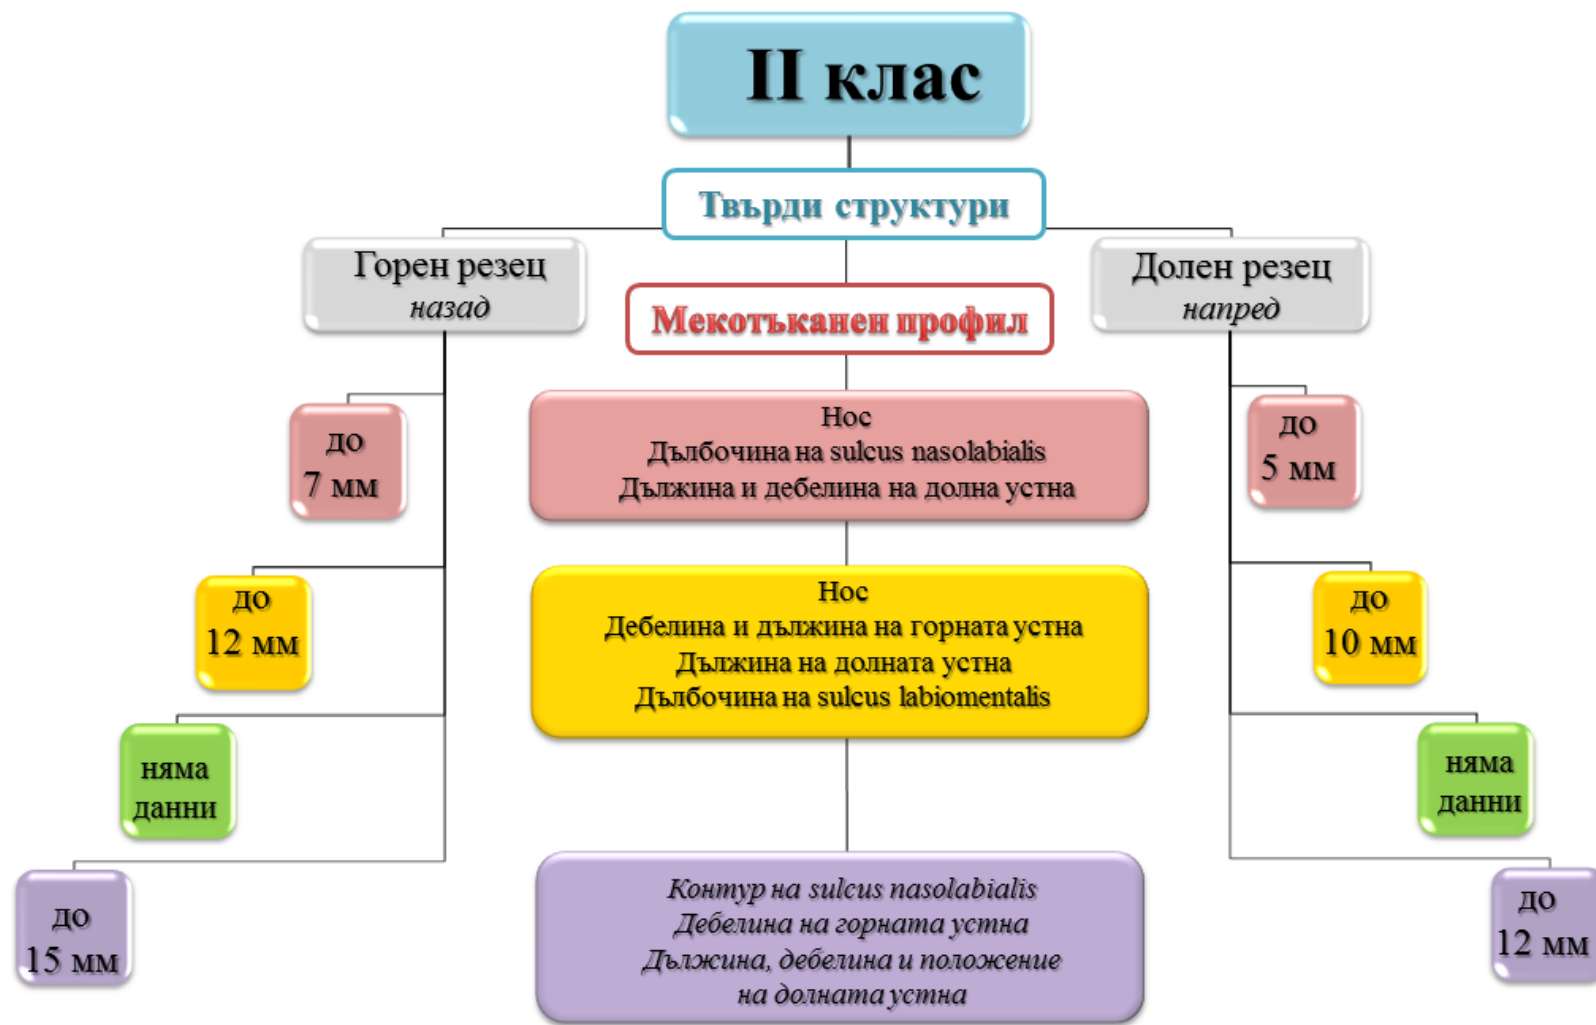 II клас
Твърди структури
Горен резец
назад
Долен резец
напред
Мекотъканен профил
до
7 мм
Нос
Дълбочина на sulcus nasolabialis
Дължина и дебелина на долна устна
до
5 мм
до
12 мм
Нос
Дебелина и дължина на горната устна
Дължина на долната устна
Дълбочина на sulcus labiomentalis
до
10 мм
няма
данни
няма
данни
до
15 мм
Контур на sulcus nasolabialis
Дебелина на горната устна
Дължина, дебелина и положение
на долната устна
до
12 мм